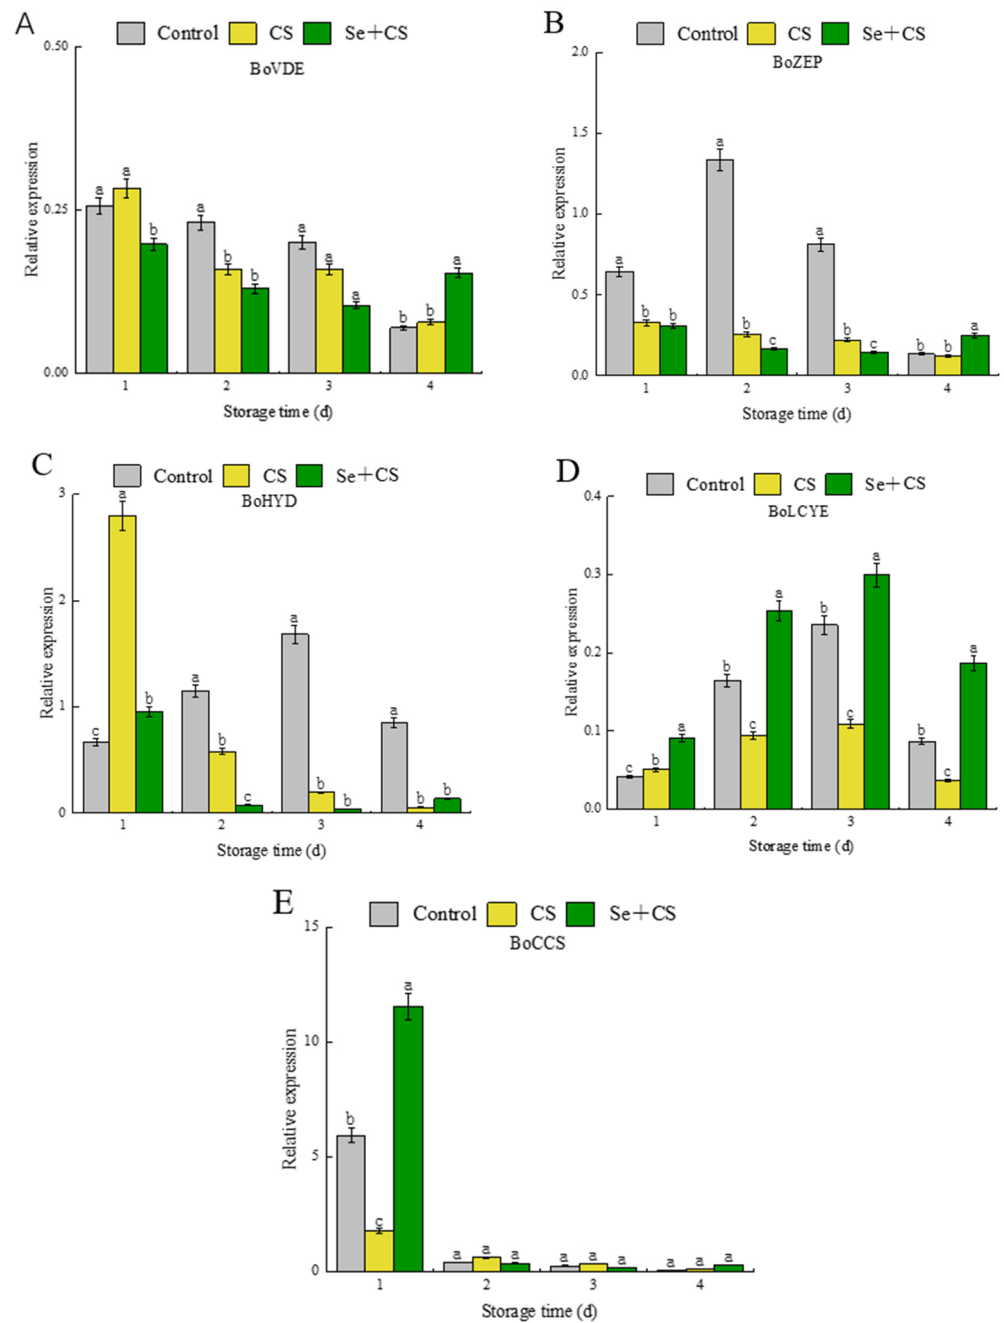 A
Control CS Se+CS
BoVDE
0.50
0.25
0.00
Relative expression
a a b
a b b
a a a
b b a
1 2 3 4
Storage time (d)
B
Control CS Se+CS
BoZEP
2.0
1.5
1.0
0.5
0.0
Relative expression
a b b
a b c
a b c
b b a
1 2 3 4
Storage time (d)
C
Control CS Se+CS
BoHYD
3
2
1
0
Relative expression
c a b
a b c
a b b
a b b
1 2 3 4
Storage time (d)
D
Control CS Se+CS
BoLCYE
0.4
0.3
0.2
0.1
0.0
Relative expression
c b a
b c a
b c a
b c a
1 2 3 4
Storage time (d)
E
Control CS Se+CS
BoCCS
15
10
5
0
Relative expression
b c a
a a a
a a a
a a a
1 2 3 4
Storage time (d)